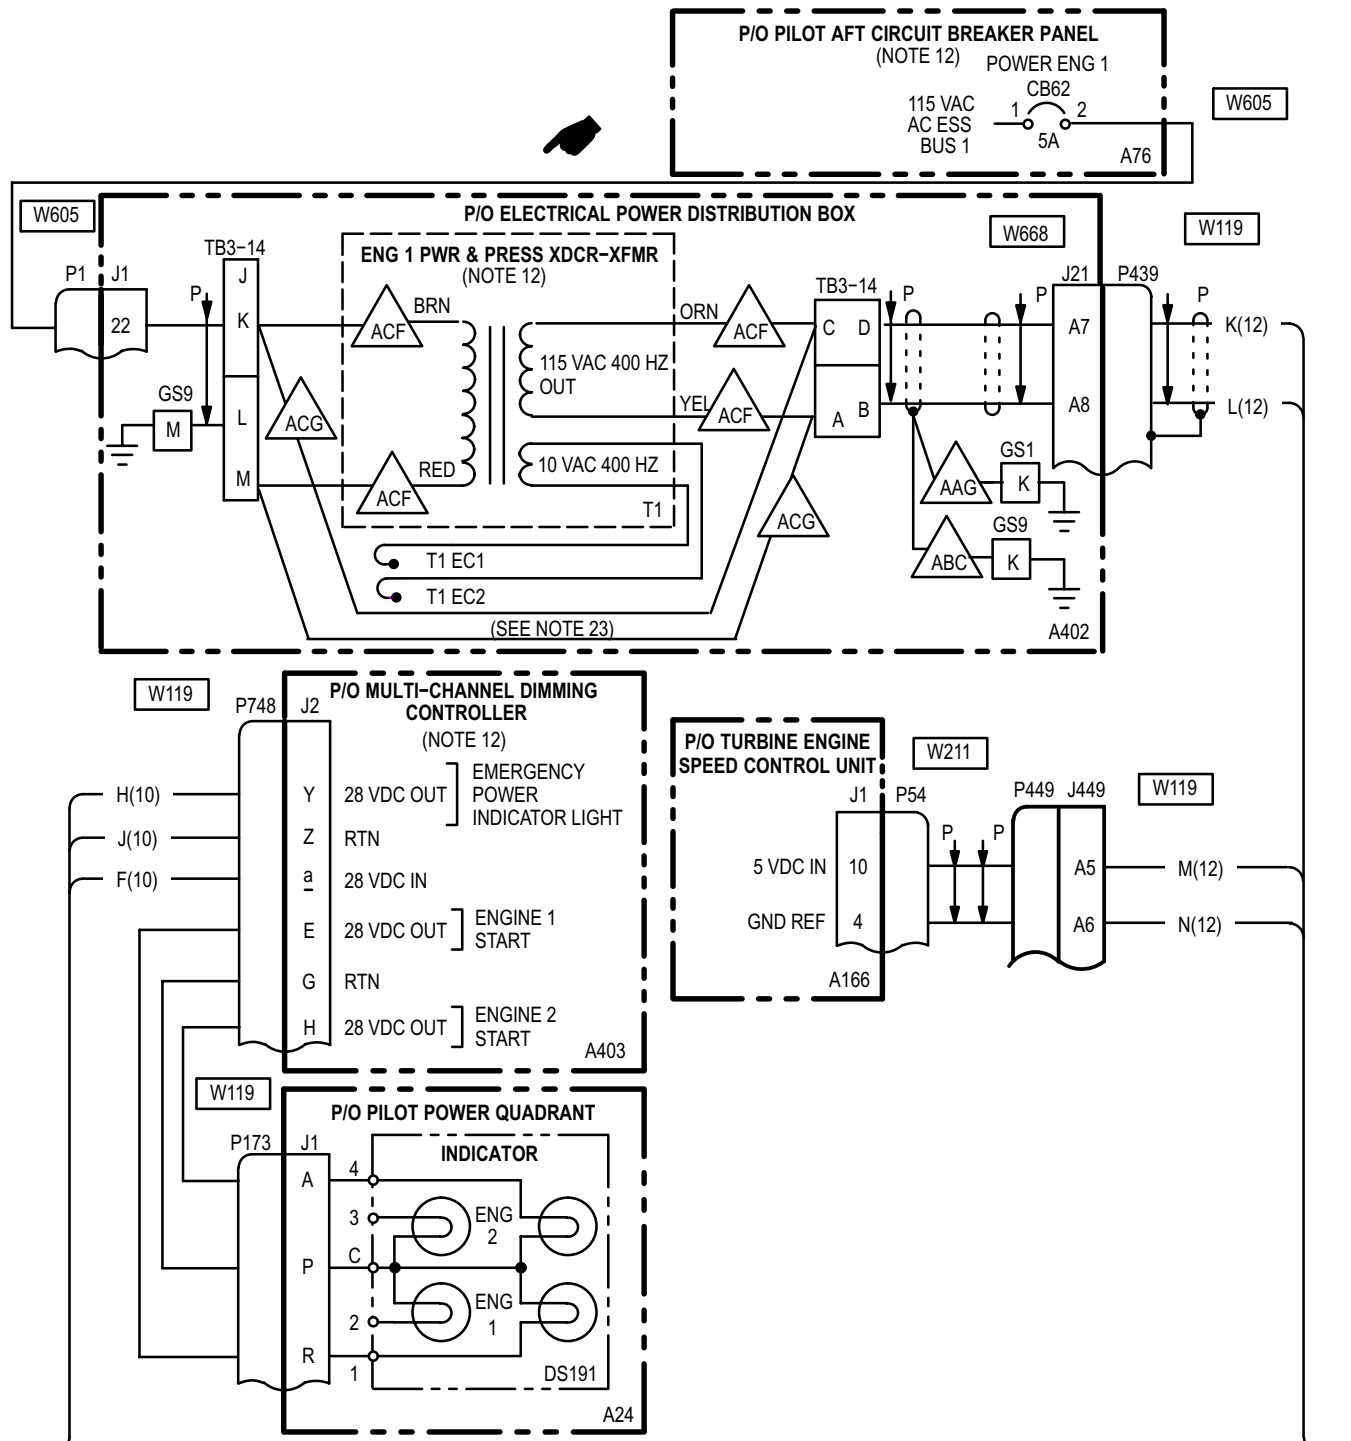 P/O PILOT AFT CIRCUIT BREAKER PANEL
(NOTE 12)
POWER ENG 1
CB62
115 VAC
AC ESS
BUS 1
1
2
5A
A76
W605
W605
P/O ELECTRICAL POWER DISTRIBUTION BOX
W668
W119
P1
J1
22
TB3−14
P
J
K
L
M
GS9
M
ACG
ENG 1 PWR & PRESS XDCR−XFMR
(NOTE 12)
ACF
BRN
ACF
RED
115 VAC 400 HZ
OUT
10 VAC 400 HZ
T1
ORN
ACF
YEL
ACF
ACG
TB3−14
C
D
A
B
P
P
J21
P439
A7
A8
P
K(12)
L(12)
AAG
GS1
K
ABC
GS9
K
T1 EC1
T1 EC2
(SEE NOTE 23)
A402
W119
P748
J2
P/O MULTI−CHANNEL DIMMING
CONTROLLER
(NOTE 12)
H(10)
Y
28 VDC OUT
EMERGENCY
POWER
INDICATOR LIGHT
J(10)
Z
RTN
F(10)
a
28 VDC IN
E
28 VDC OUT
ENGINE 1
START
G
RTN
H
28 VDC OUT
ENGINE 2
START
A403
P/O TURBINE ENGINE
SPEED CONTROL UNIT
W211
J1
P54
P449
J449
W119
5 VDC IN
10
P
P
A5
M(12)
GND REF
4
A6
N(12)
A166
W119
P/O PILOT POWER QUADRANT
P173
J1
INDICATOR
A
4
3
ENG
2
P
C
ENG
1
2
R
1
DS191
A24